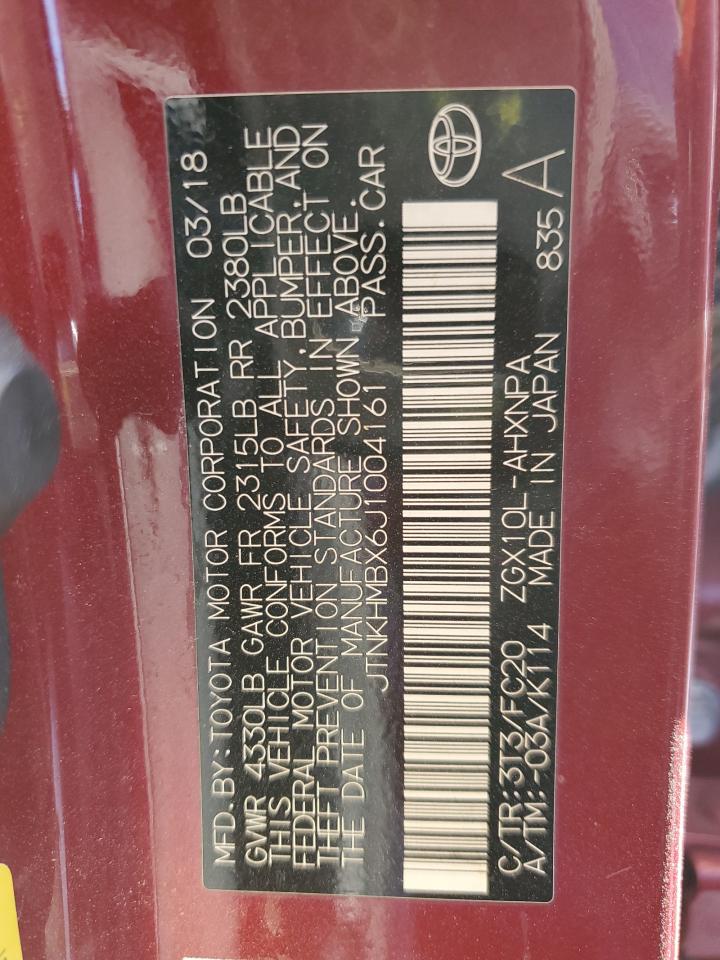 MFD.BY:TOYOTA MOTOR CORPORATION 03/18
GVWR 4330LB GAWR FR 2315LB RR 2380LB
THIS VEHICLE CONFORMS TO ALL APPLICABLE
FEDERAL MOTOR VEHICLE SAFETY, BUMPER, AND
THEFT PREVENTION STANDARDS IN EFFECT ON
THE DATE OF MANUFACTURE SHOWN ABOVE.
JTNKHMBX6J1004161 PASS.CAR
C/TR:3T3/FC20 ZGX10L-AHXNPA 835 A
A/TM:-03A/K114 MADE IN JAPAN